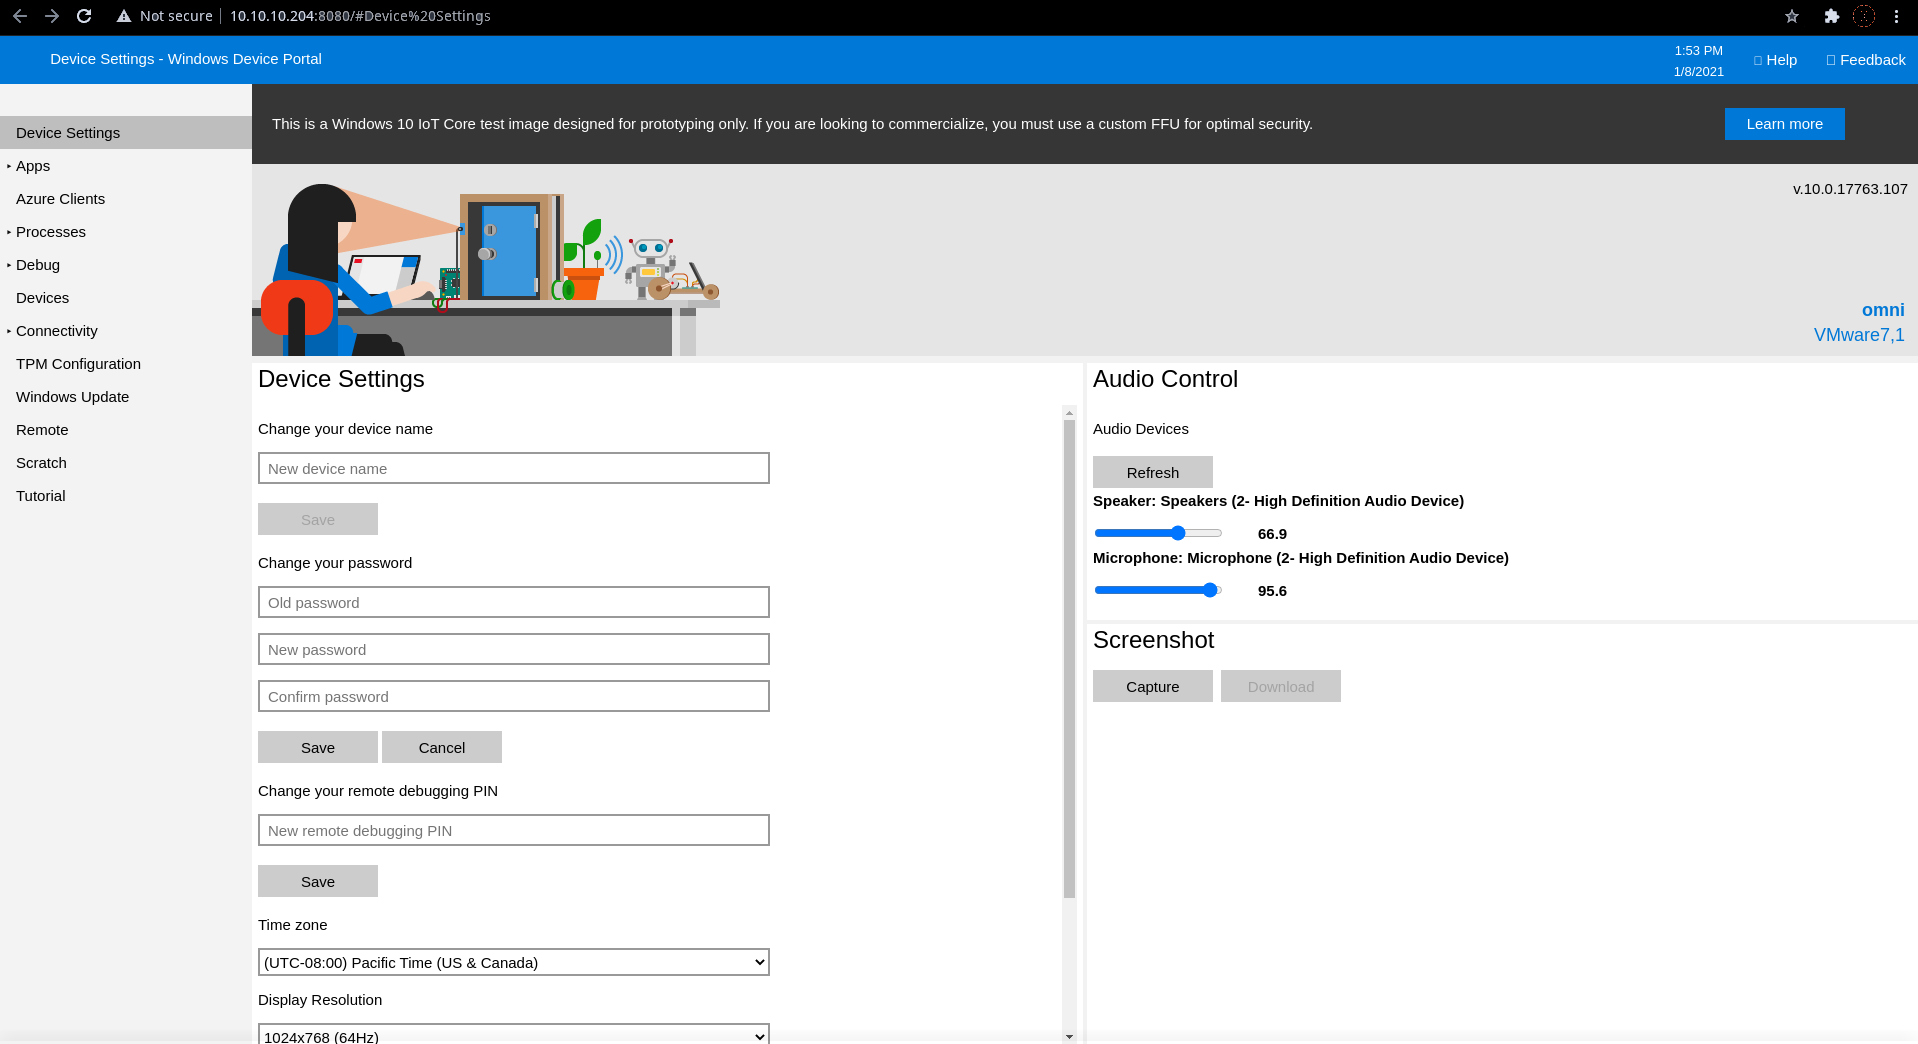 Not secure
10.10.10.204:8080/#Device%20Settings
Device Settings - Windows Device Portal
1:53 PM
1/8/2021
Help
Feedback
Device Settings
Apps
Azure Clients
Processes
Debug
Devices
Connectivity
TPM Configuration
Windows Update
Remote
Scratch
Tutorial
This is a Windows 10 IoT Core test image designed for prototyping only. If you are looking to commercialize, you must use a custom FFU for optimal security.
Learn more
v.10.0.17763.107
omni
VMware7,1
Device Settings
Change your device name
New device name
Save
Change your password
Old password
New password
Confirm password
Save
Cancel
Change your remote debugging PIN
New remote debugging PIN
Save
Time zone
(UTC-08:00) Pacific Time (US & Canada)
Display Resolution
1024x768 (64Hz)
Audio Control
Audio Devices
Refresh
Speaker: Speakers (2- High Definition Audio Device)
66.9
Microphone: Microphone (2- High Definition Audio Device)
95.6
Screenshot
Capture
Download